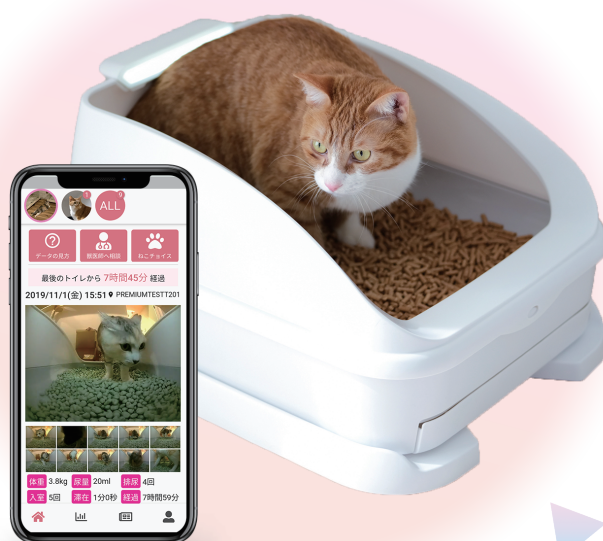 1
9
ALL
データの見方
獣医師へ相談
ねこチョイス
最後のトイレから 7時間45分 経過
2019/11/1(金) 15:51 PREMIUMTESTT201
体重 3.8kg 尿量 20ml 排尿 4回
入室 5回 滞在 1分0秒 経過 7時間59分